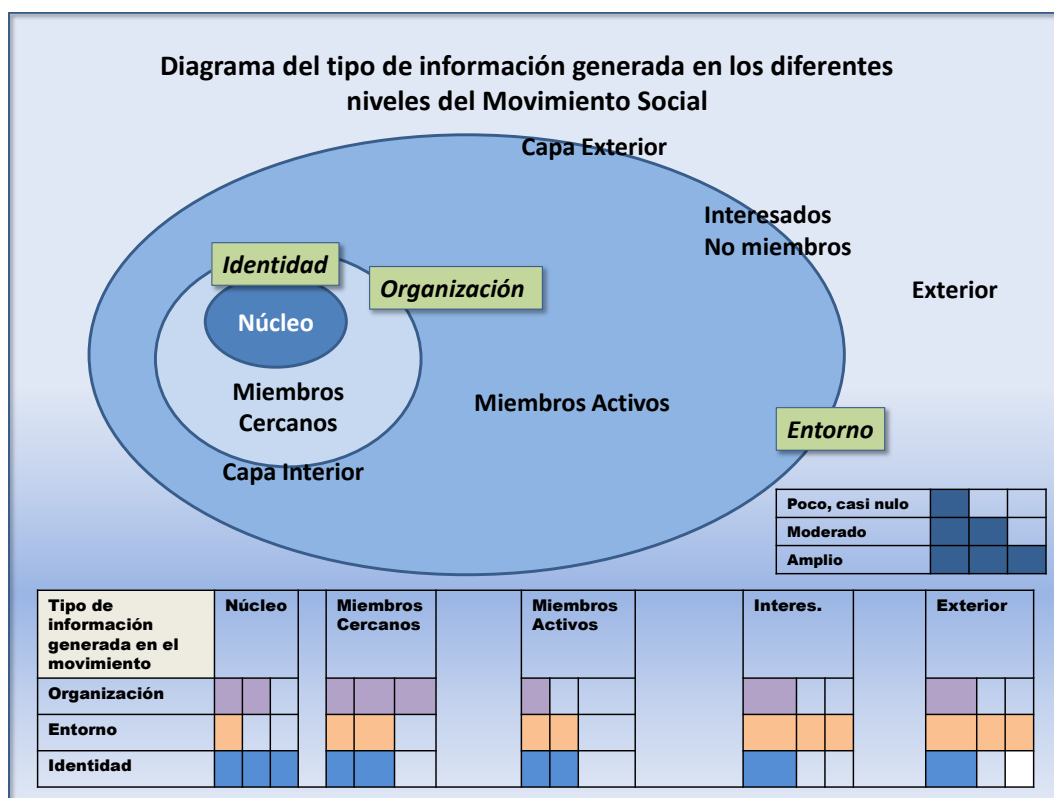 Diagrama del tipo de información generada en los diferentes
niveles del Movimiento Social
Capa Exterior
Interesados
No miembros
Identidad
Organización
Exterior
Núcleo
Miembros
Cercanos
Miembros Activos
Entorno
Capa Interior
Poco, casi nulo
Moderado
Amplio
Tipo de
información
generada en el
movimiento
Núcleo
Miembros
Cercanos
Miembros
Activos
Interes.
Exterior
Organización
Entorno
Identidad